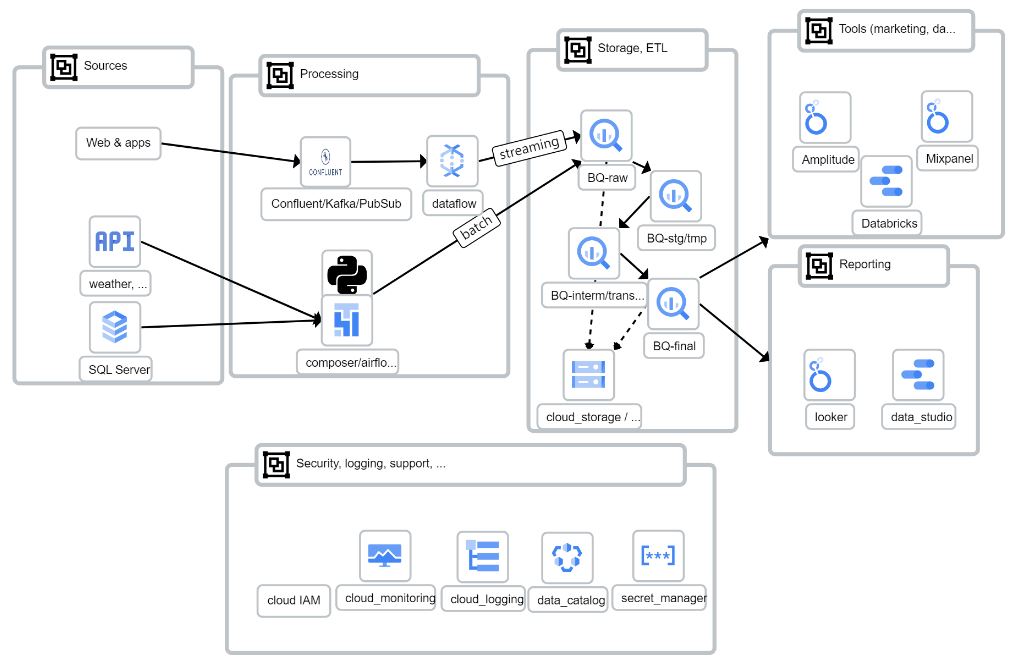 Sources
Web & apps
API
weather, ...
SQL Server
Processing
CONFLUENT
Confluent/Kafka/PubSub
dataflow
composer/airflo...
streaming
batch
Storage, ETL
BQ-raw
BQ-stg/tmp
BQ-interm/trans...
BQ-final
cloud_storage / ...
Tools (marketing, da...
Amplitude
Mixpanel
Databricks
Reporting
looker
data_studio
Security, logging, support, ...
cloud IAM
cloud_monitoring
cloud_logging
data_catalog
[***]
secret_manager